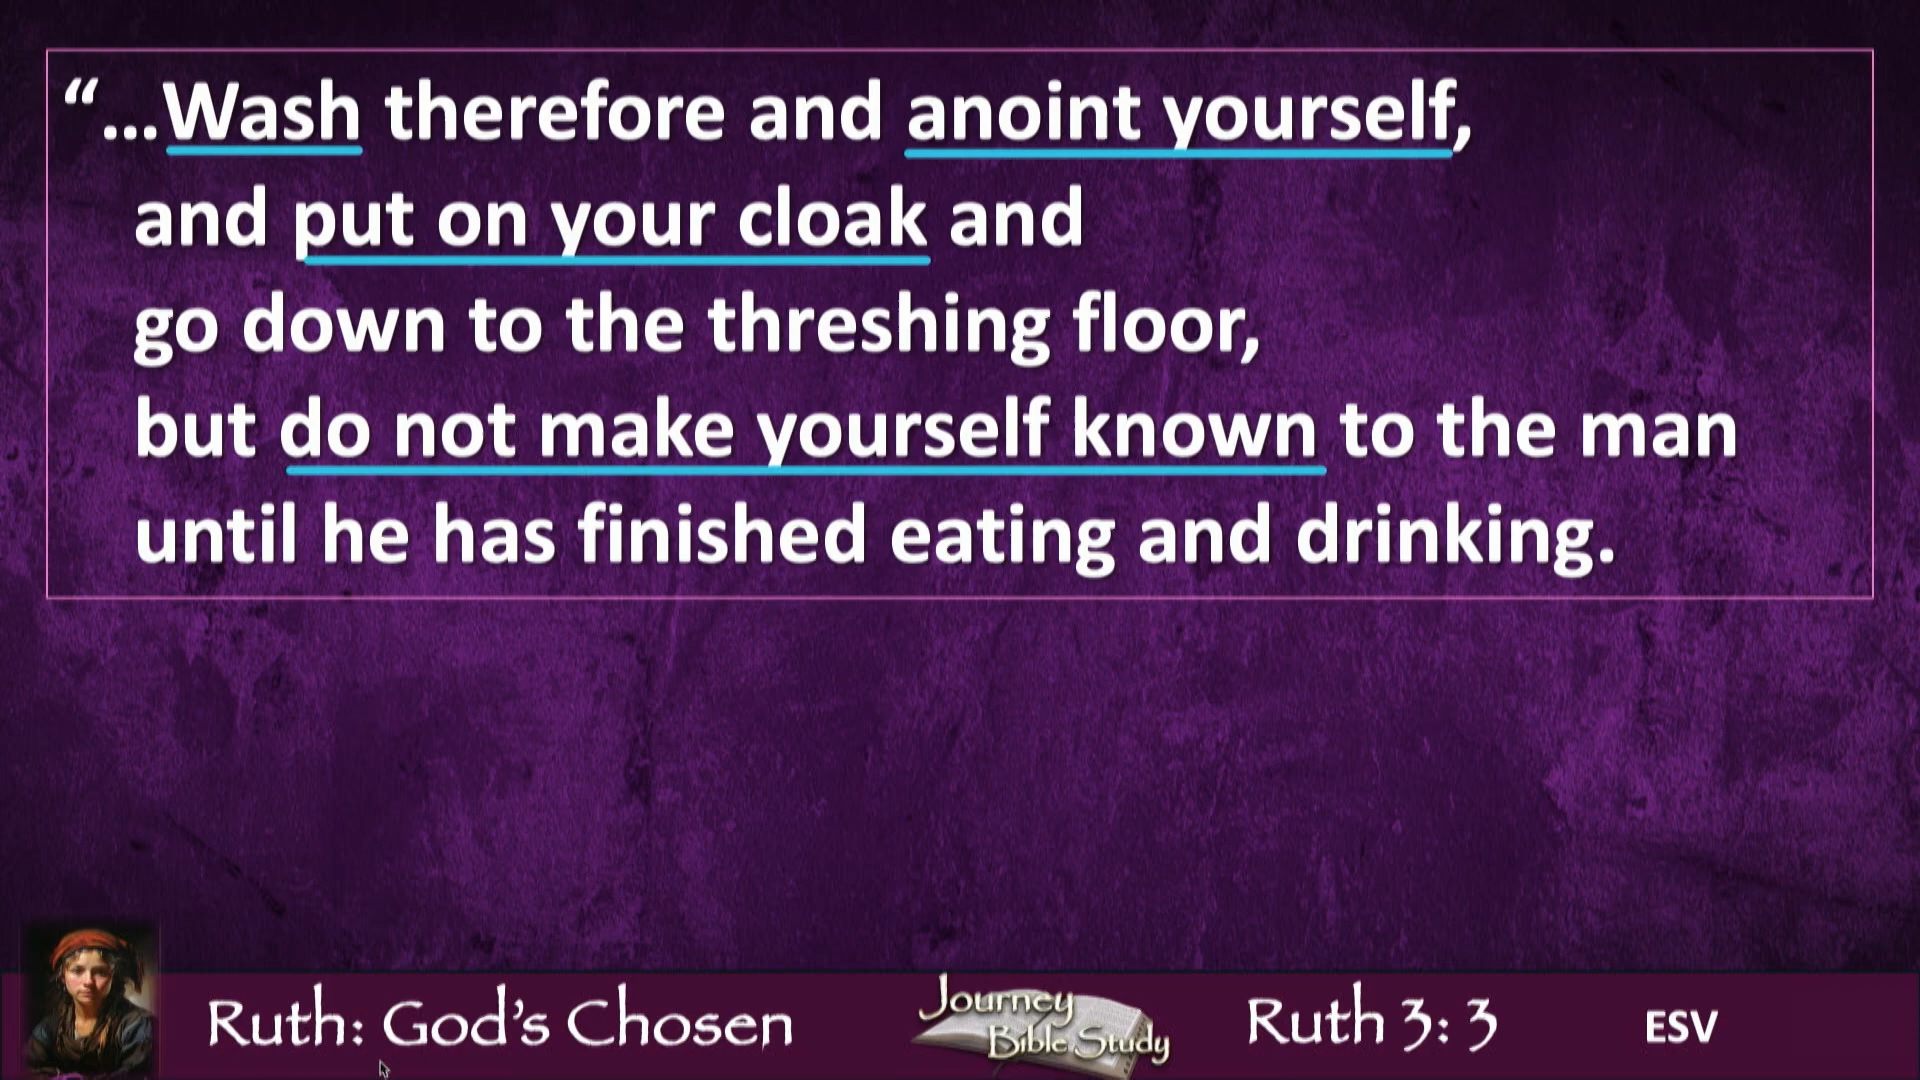 “...Wash therefore and anoint yourself,
and put on your cloak and
go down to the threshing floor,
but do not make yourself known to the man
until he has finished eating and drinking.
Ruth: God’s Chosen
Journey
Bible Study
Ruth 3: 3
ESV